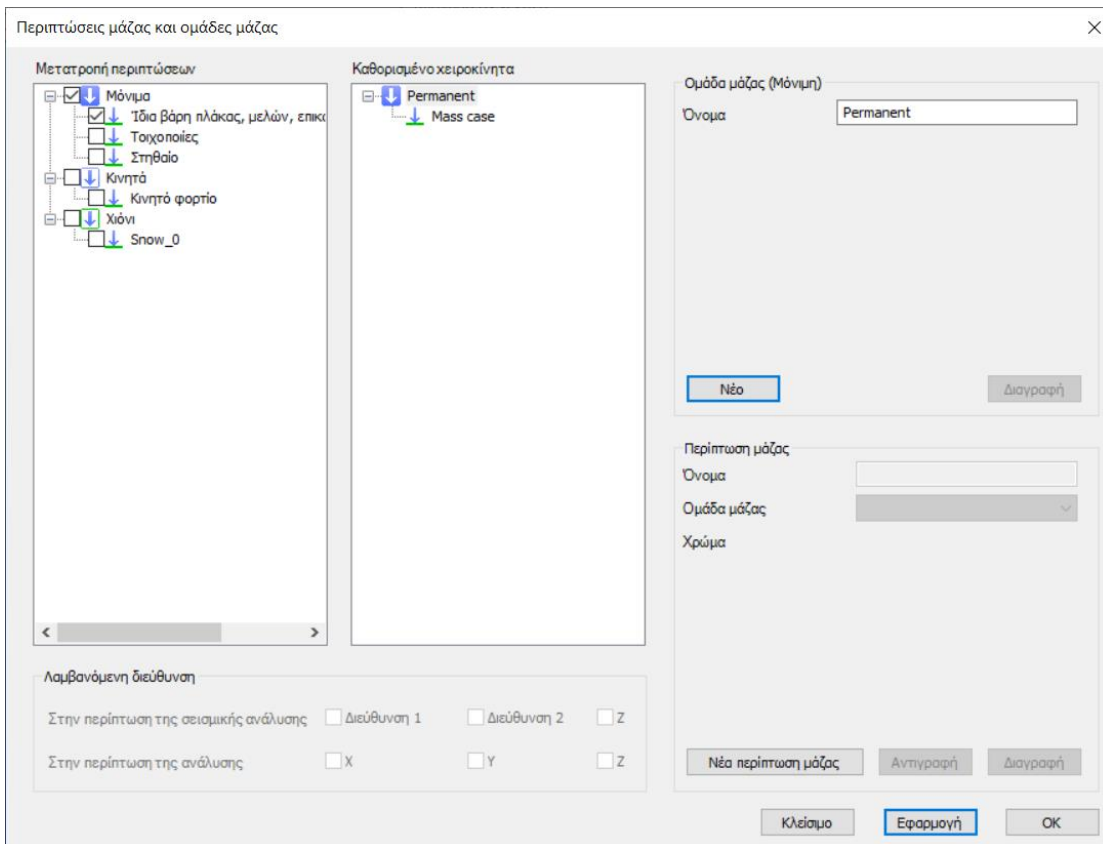 Περιπτώσεις μάζας και ομάδες μάζας
Μετατροπή περιπτώσεων
Μόνιμα
Ίδια βάρη πλάκας, μελών, επικα
Τοιχοποιίες
Στηθαίο
Κινητά
Κινητό φορτίο
Χιόνι
Snow_0
Καθορισμένο χειροκίνητα
Permanent
Mass case
Ομάδα μάζας (Μόνιμη)
Όνομα Permanent
Νέο Διαγραφή
Περίπτωση μάζας
Όνομα
Ομάδα μάζας
Χρώμα
Νέα περίπτωση μάζας Αντιγραφή Διαγραφή
Λαμβανόμενη διεύθυνση
Στην περίπτωση της σεισμικής ανάλυσης Διεύθυνση 1 Διεύθυνση 2 Z
Στην περίπτωση της ανάλυσης X Y Z
Κλείσιμο Εφαρμογή OK